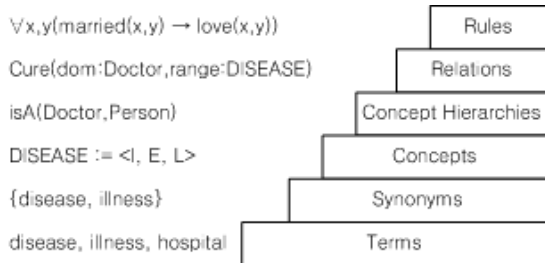 ∀x,y(married(x,y) → love(x,y)) Rules
Cure(dom:Doctor,range:DISEASE) Relations
isA(Doctor,Person) Concept Hierarchies
DISEASE := <I, E, L> Concepts
{disease, illness} Synonyms
disease, illness, hospital Terms